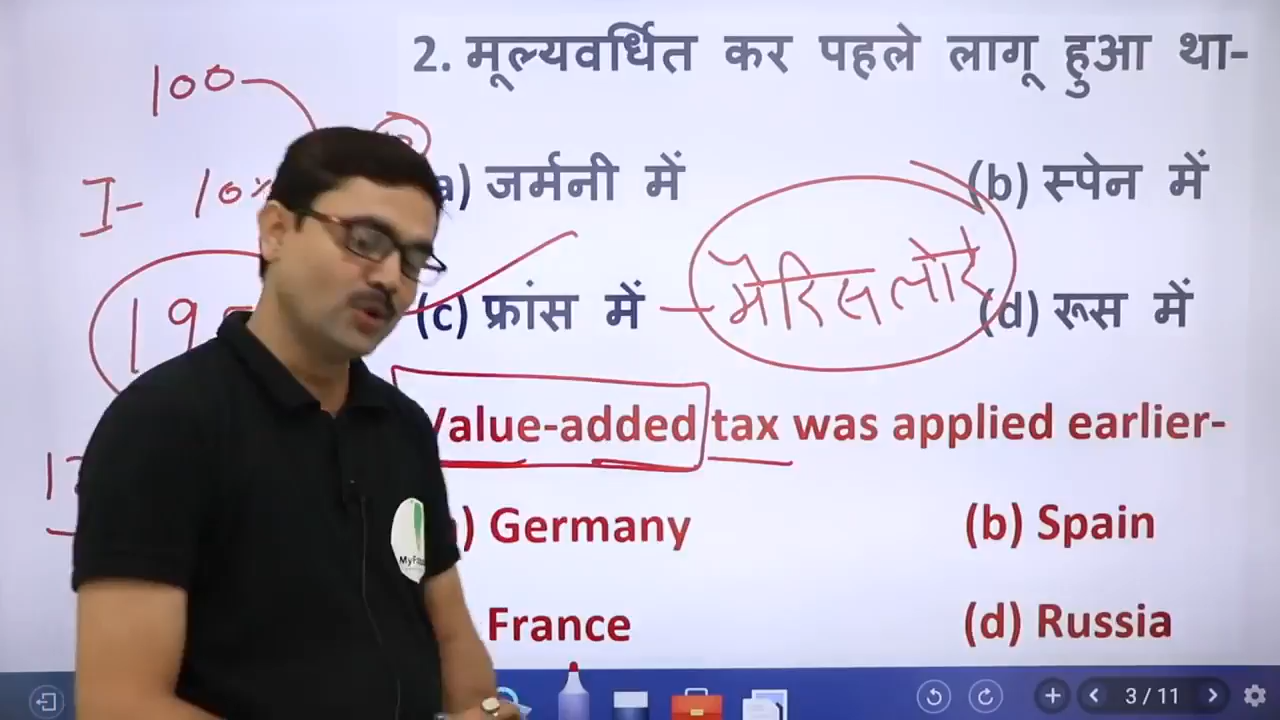 2. मूल्यवर्धित कर पहले लागू हुआ था-
100
a) जर्मनी में
(b) स्पेन में
I- 10%
19
(c) फ्रांस में
मैरिस लोरे
(d) रूस में
Value-added tax was applied earlier-
) Germany
(b) Spain
France
(d) Russia
3 / 11